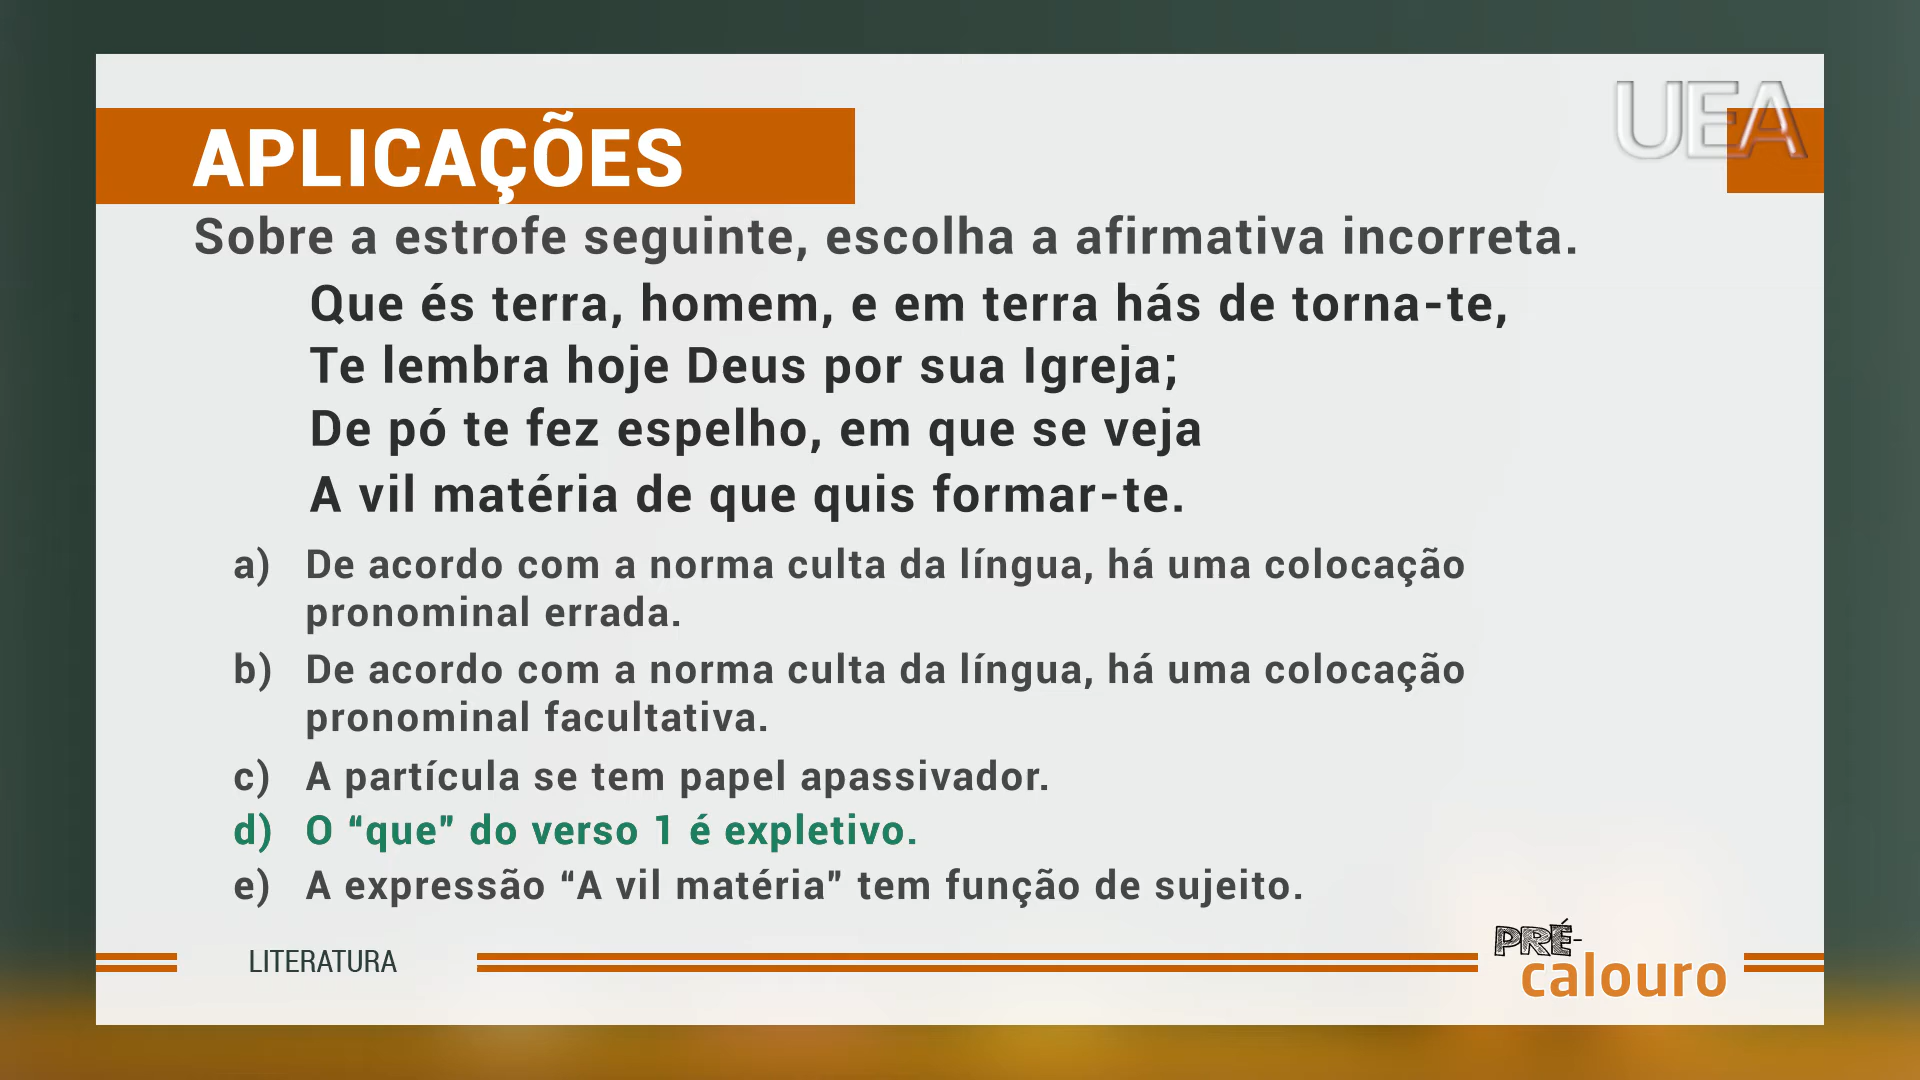 UEA
APLICAÇÕES
Sobre a estrofe seguinte, escolha a afirmativa incorreta.
Que és terra, homem, e em terra hás de torna-te,
Te lembra hoje Deus por sua Igreja;
De pó te fez espelho, em que se veja
A vil matéria de que quis formar-te.
a) De acordo com a norma culta da língua, há uma colocação
pronominal errada.
b) De acordo com a norma culta da língua, há uma colocação
pronominal facultativa.
c) A partícula se tem papel apassivador.
d) O “que” do verso 1 é expletivo.
e) A expressão “A vil matéria” tem função de sujeito.
LITERATURA
PRÉ-
calouro